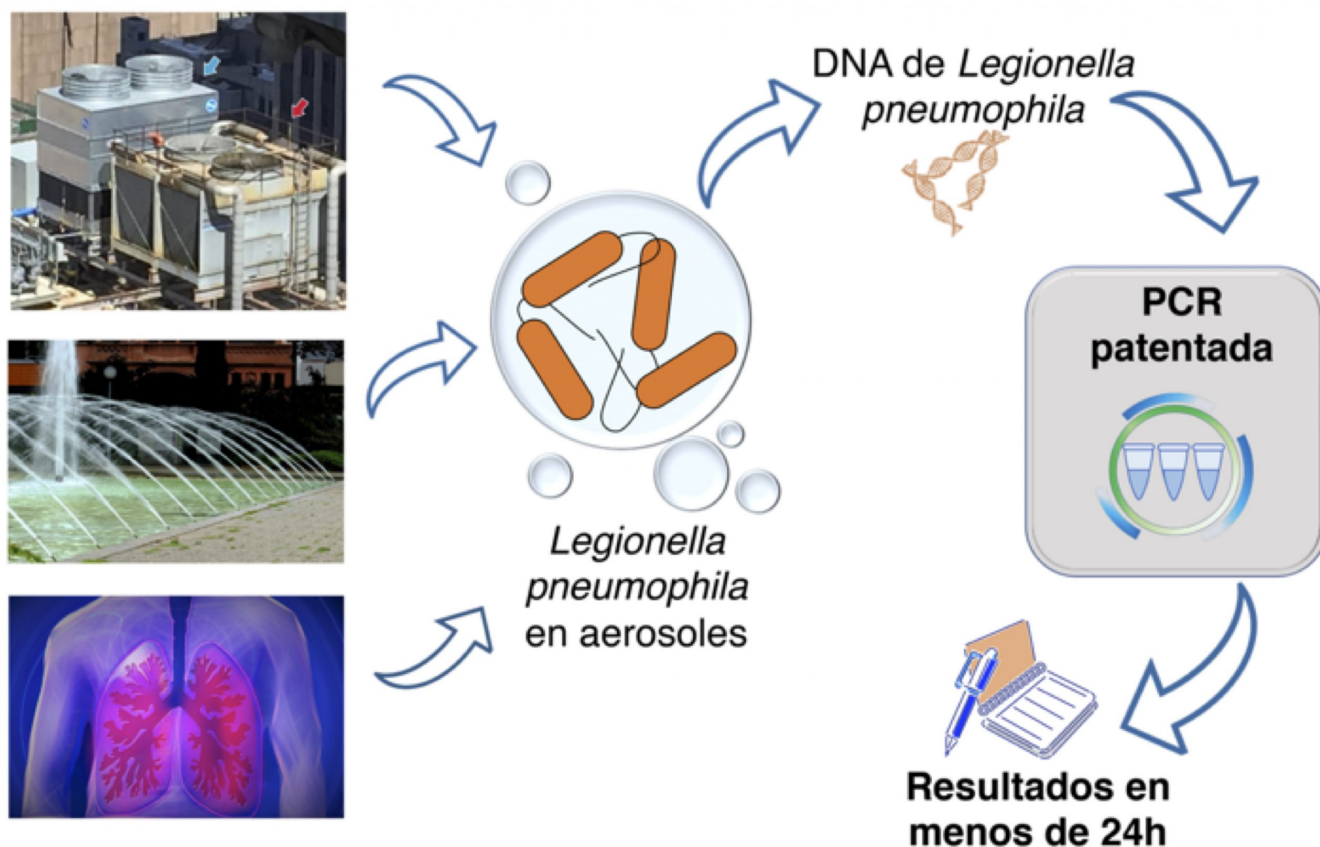 DNA de Legionella
pneumophila
PCR
patentada
Legionella
pneumophila
en aerosoles
Resultados en
menos de 24h